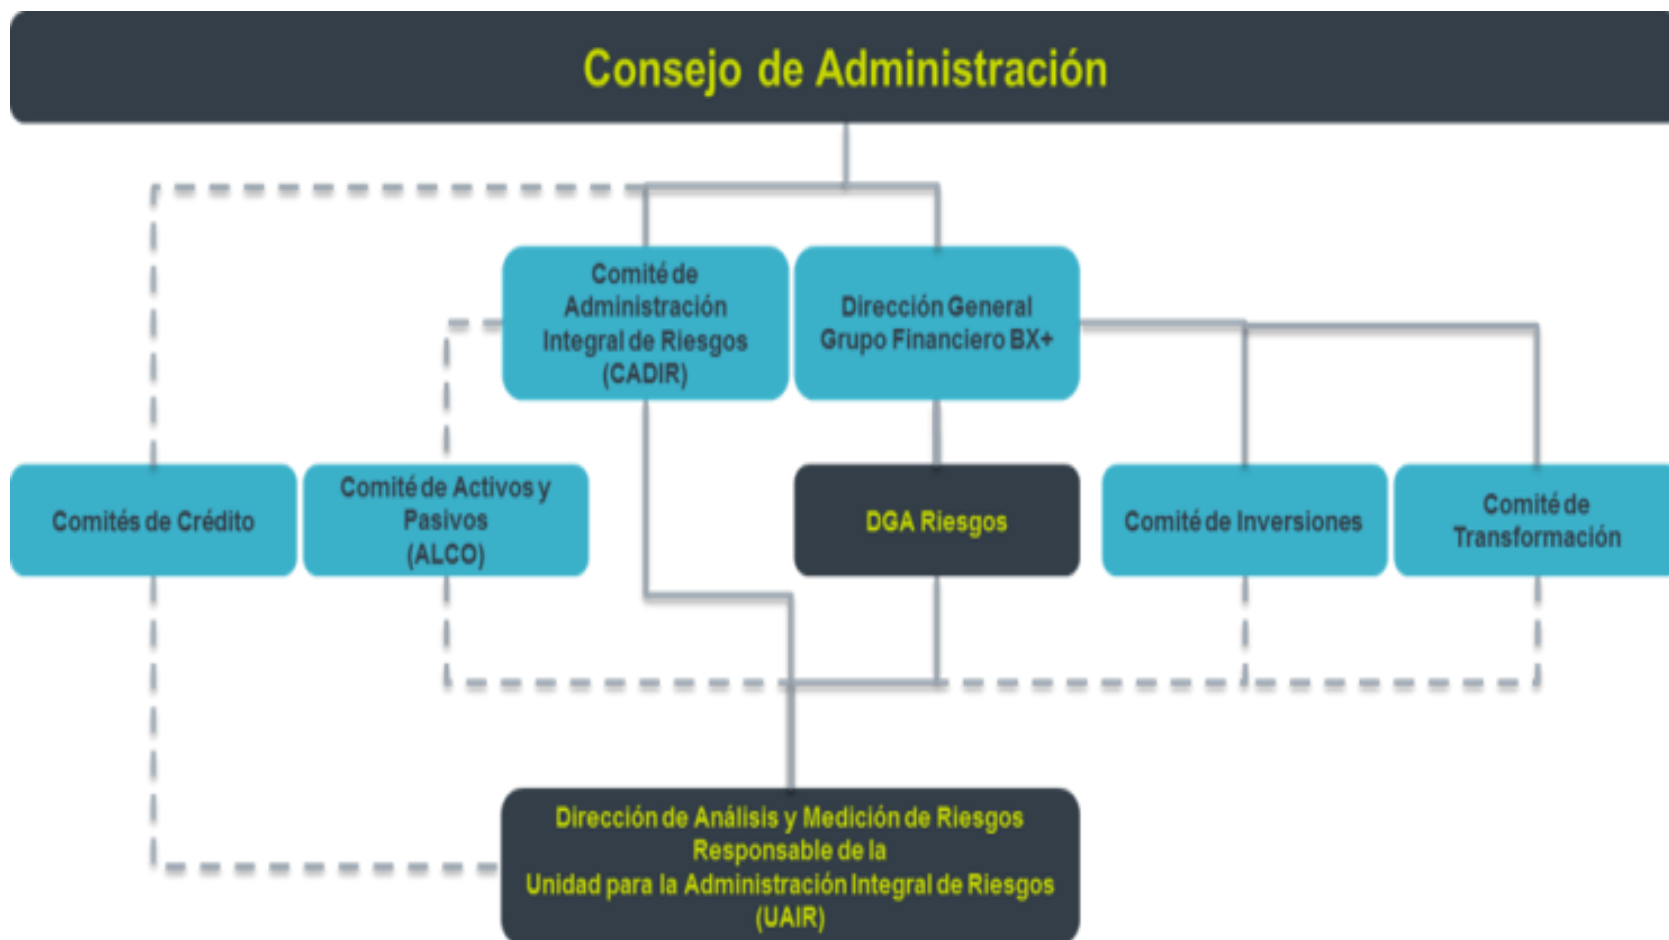 Consejo de Administración
Comité de
Administración
Integral de Riesgos
(CADIR)
Dirección General
Grupo Financiero BX+
Comités de Crédito
Comité de Activos y
Pasivos
(ALCO)
DGA Riesgos
Comité de Inversiones
Comité de
Transformación
Dirección de Análisis y Medición de Riesgos
Responsable de la
Unidad para la Administración Integral de Riesgos
(UAIR)